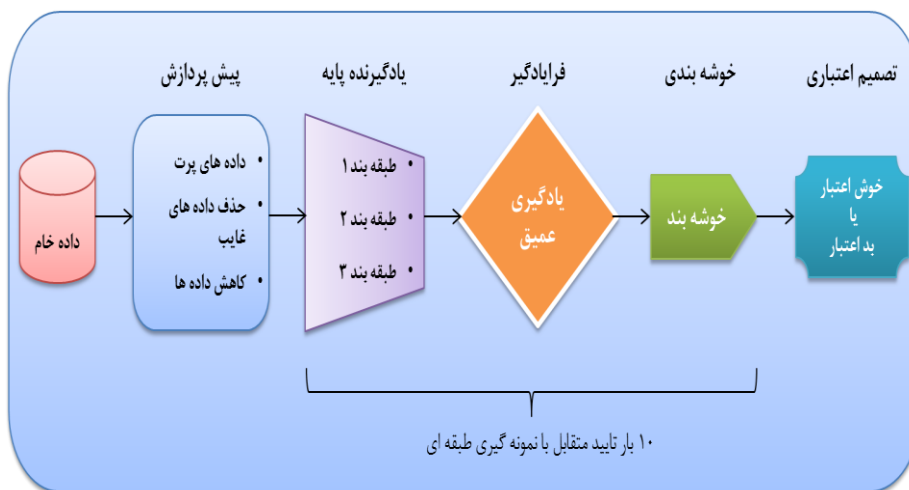 پیش پردازش
یادگیرنده پایه
فرایادگیر
خوشه بندی
تصمیم اعتباری
داده خام
• داده های پرت
• حذف داده های
غایب
• کاهش داده ها
• طبقه بند ۱
• طبقه بند ۲
• طبقه بند ۳
یادگیری
عمیق
خوشه بند
خوش اعتبار
یا
بد اعتبار
۱۰ بار تایید متقابل با نمونه گیری طبقه ای